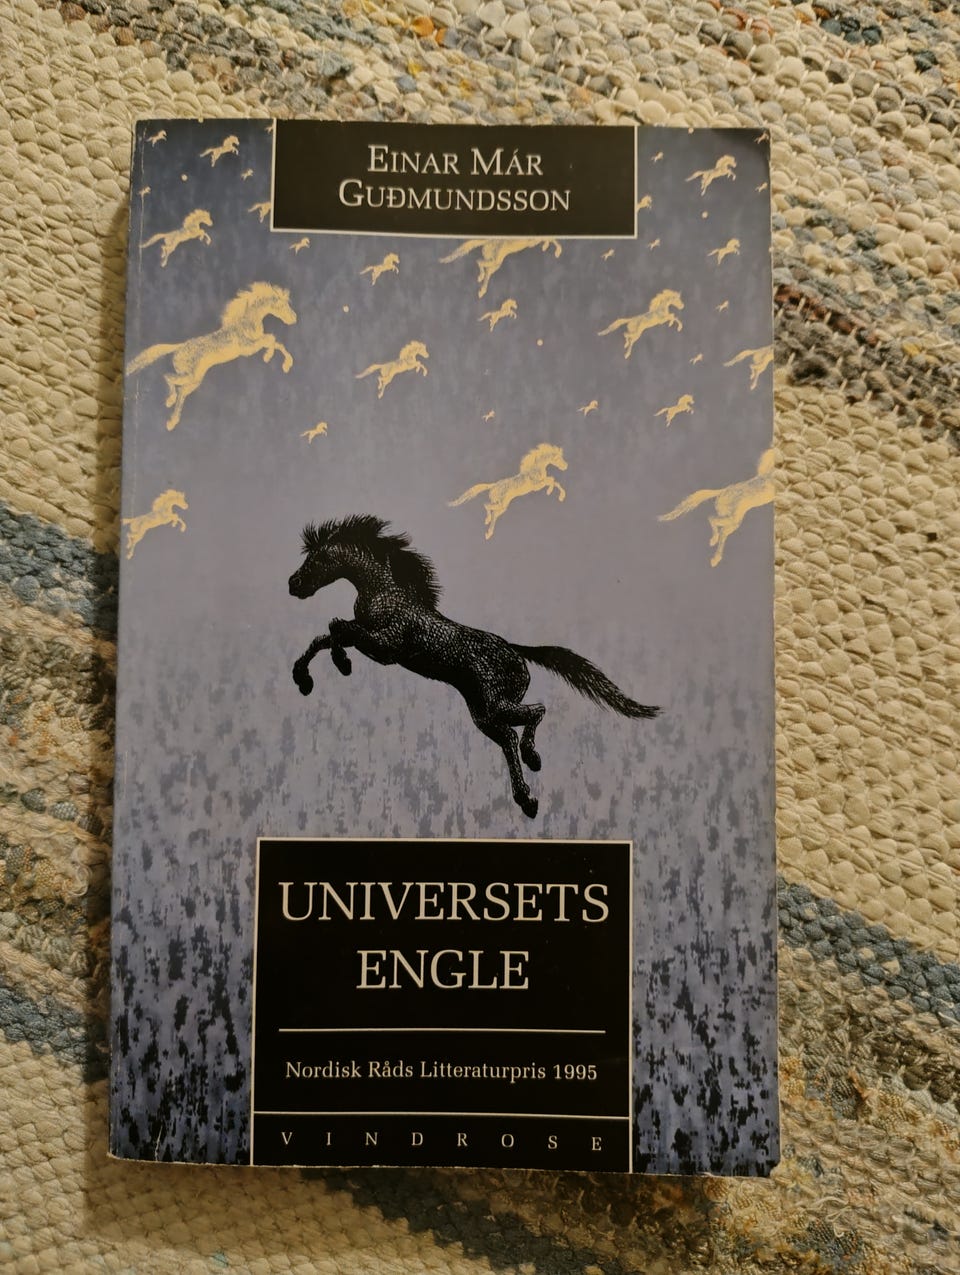 EINAR MÁR
GUÐMUNDSSON
UNIVERSETS
ENGLE
Nordisk Råds Litteraturpris 1995
VINDROSE